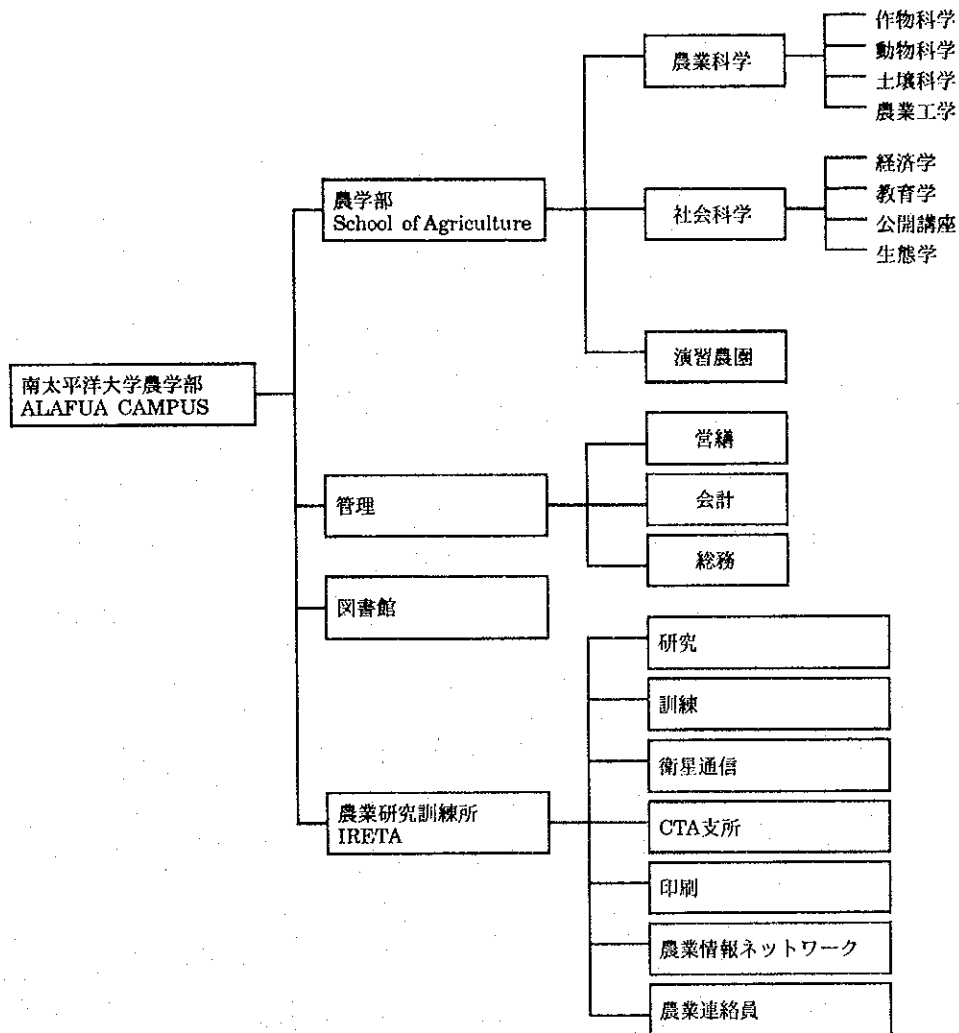 作物科学
動物科学
土壌科学
農業工学
農業科学
経済学
教育学
公開講座
生態学
社会科学
農学部
School of Agriculture
演習農園
南太平洋大学農学部
ALAFUA CAMPUS
営繕
会計
総務
管理
図書館
研究
訓練
衛星通信
CTA支所
印刷
農業情報ネットワーク
農業連絡員
農業研究訓練所
IRETA